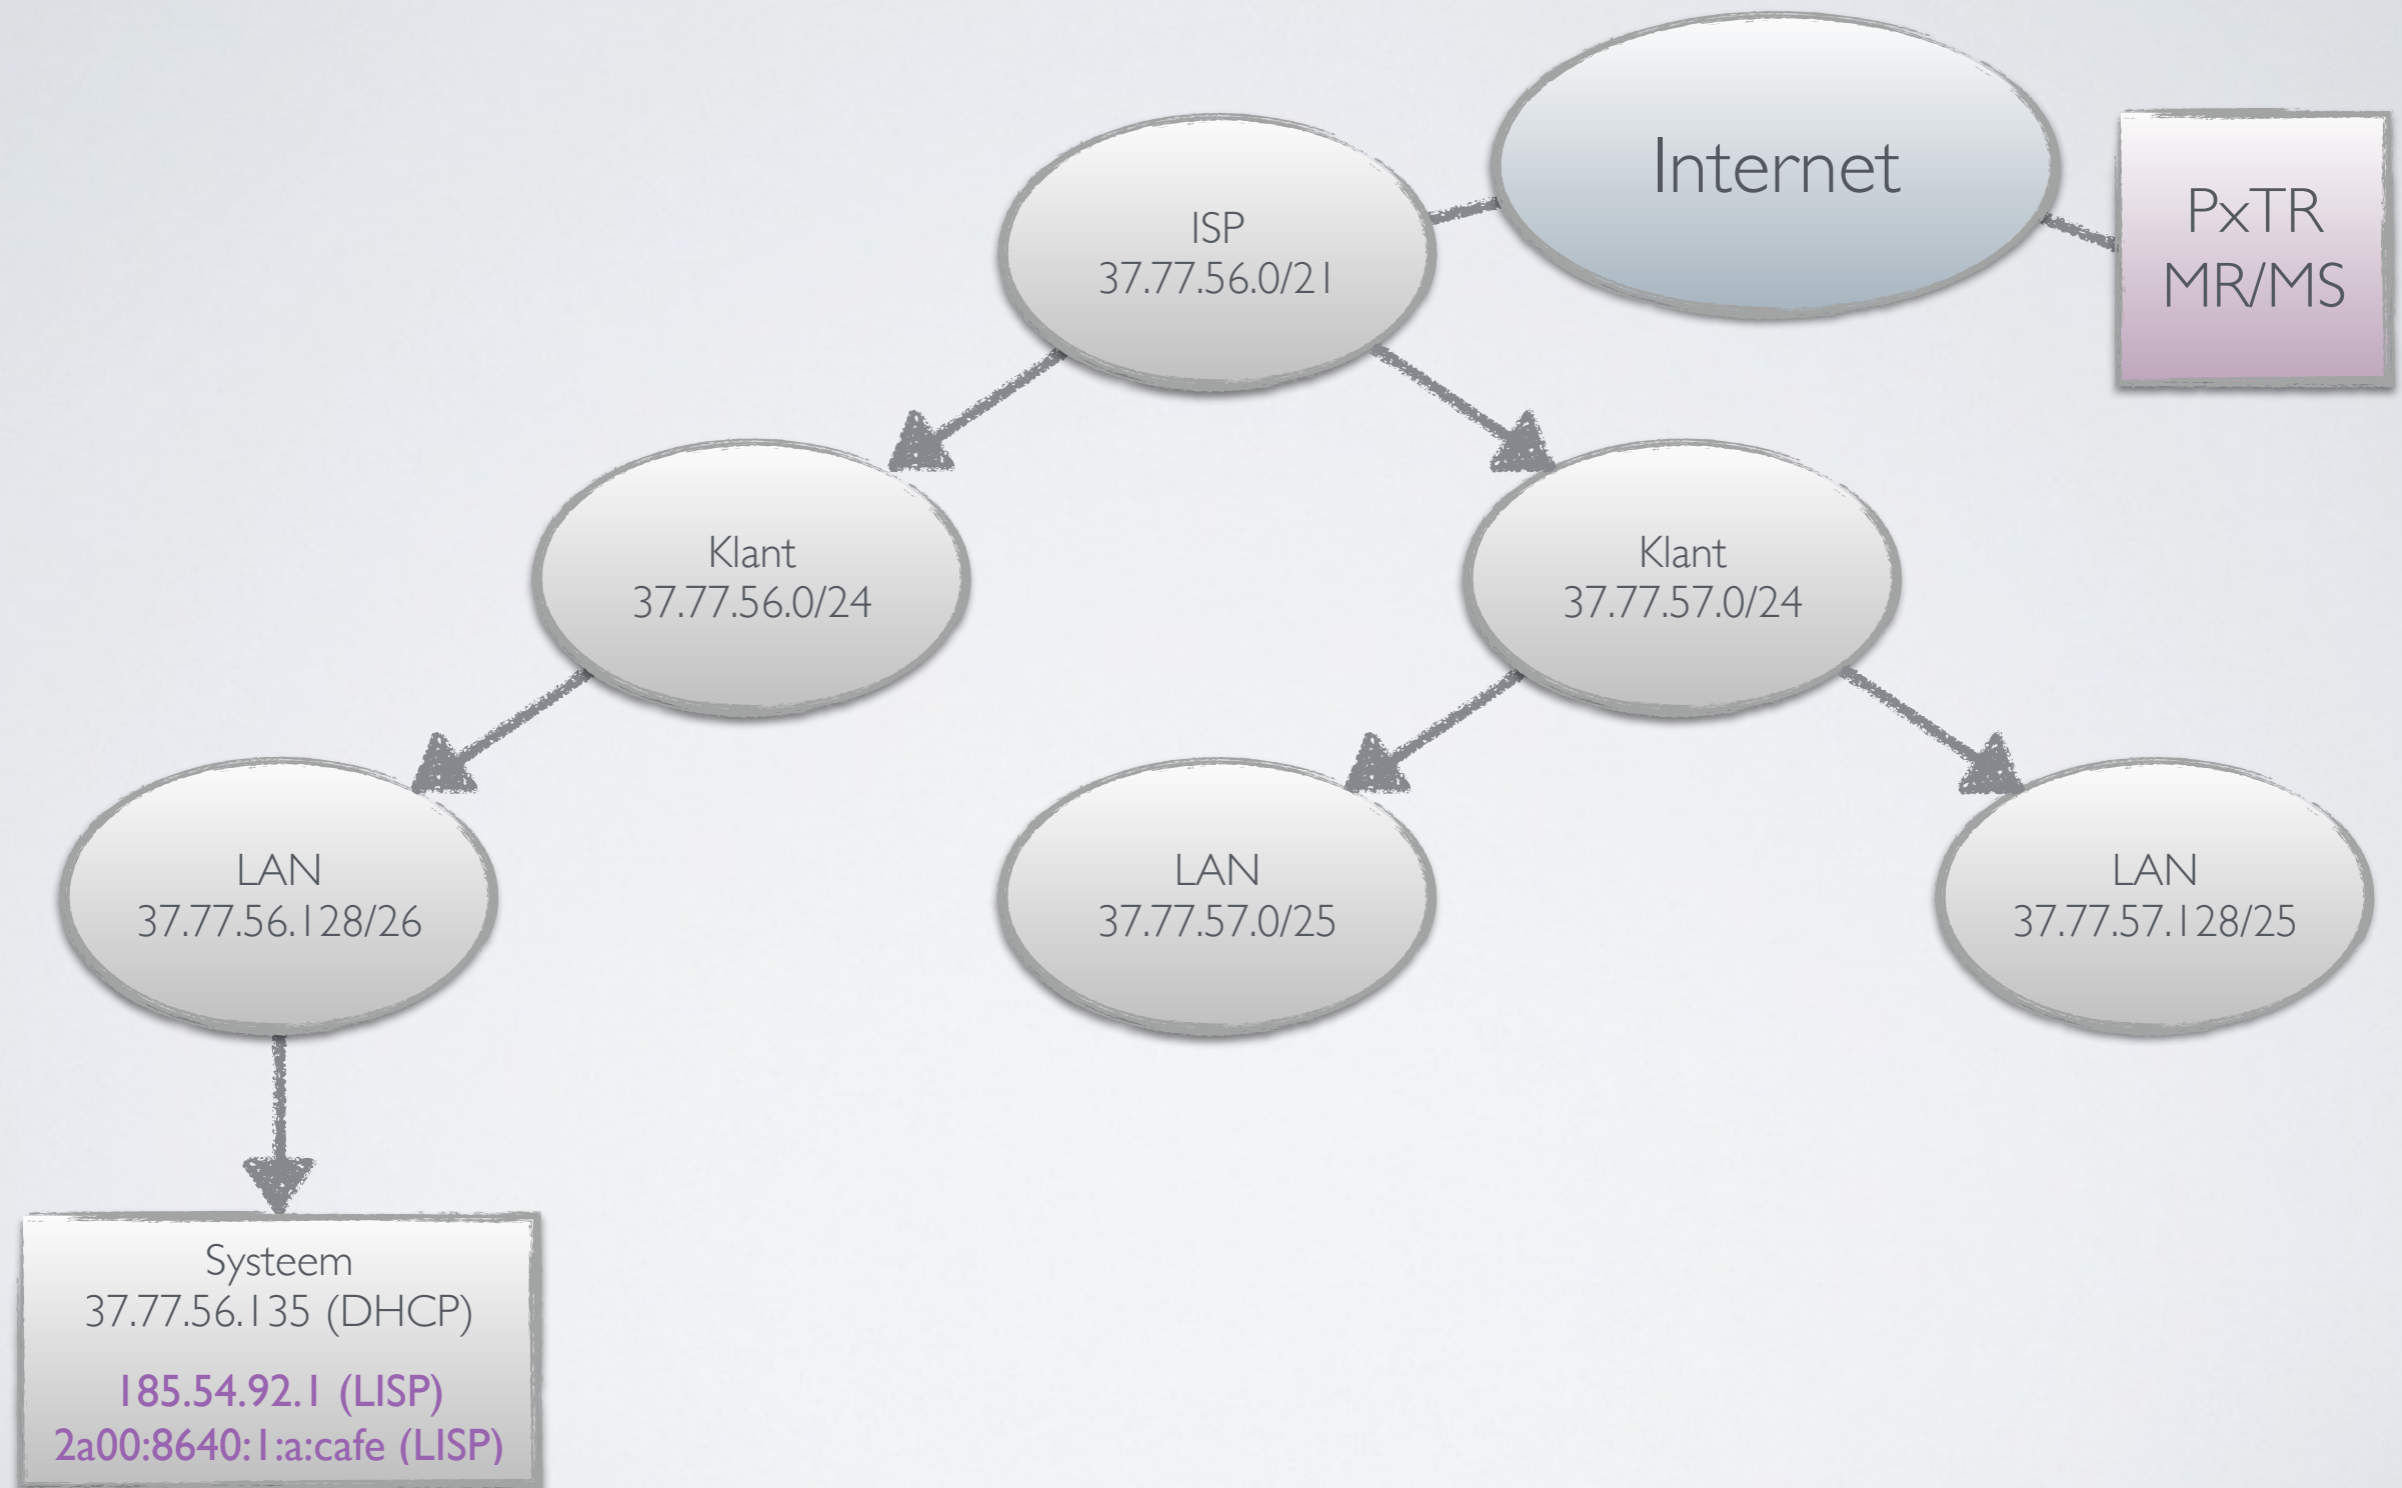 Internet
ISP
37.77.56.0/21
PxTR
MR/MS
Klant
37.77.56.0/24
Klant
37.77.57.0/24
LAN
37.77.56.128/26
LAN
37.77.57.0/25
LAN
37.77.57.128/25
Systeem
37.77.56.135 (DHCP)
185.54.92.1 (LISP)
2a00:8640:1:a:cafe (LISP)